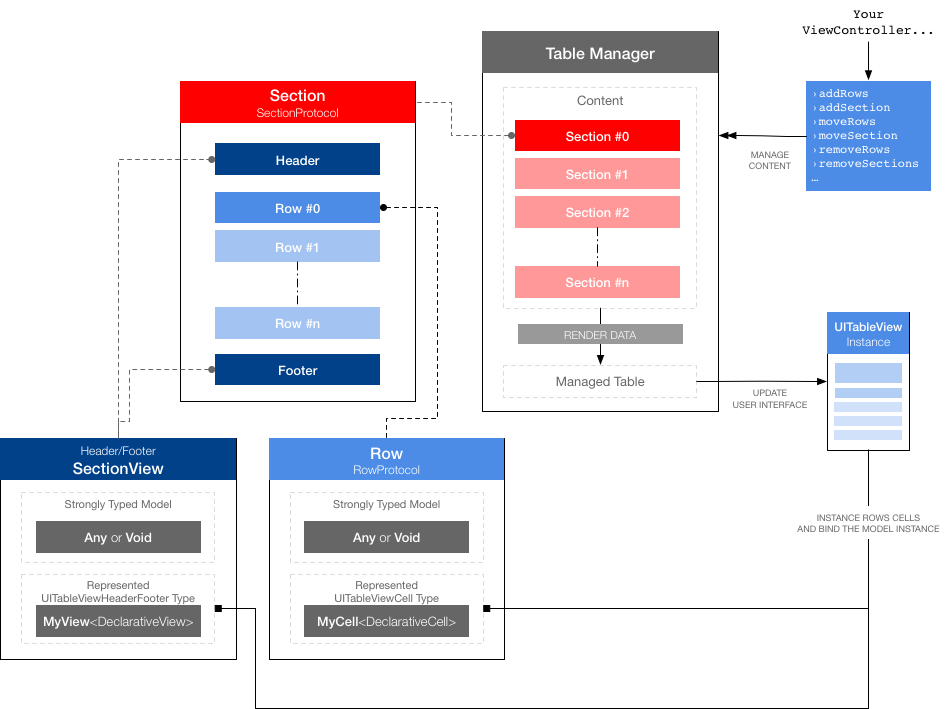 Your
ViewController...
Table Manager
Content
Section #0
Section #1
Section #2
Section #n
RENDER DATA
Managed Table
›addRows
›addSection
›moveRows
›moveSection
›removeRows
›removeSections
…
MANAGE
CONTENT
Section
SectionProtocol
Header
Row #0
Row #1
Row #n
Footer
UITableView
Instance
UPDATE
USER INTERFACE
INSTANCE ROWS CELLS
AND BIND THE MODEL INSTANCE
Header/Footer
SectionView
Strongly Typed Model
Any or Void
Represented
UITableViewHeaderFooter Type
MyView<DeclarativeView>
Row
RowProtocol
Strongly Typed Model
Any or Void
Represented
UITableViewCell Type
MyCell<DeclarativeCell>